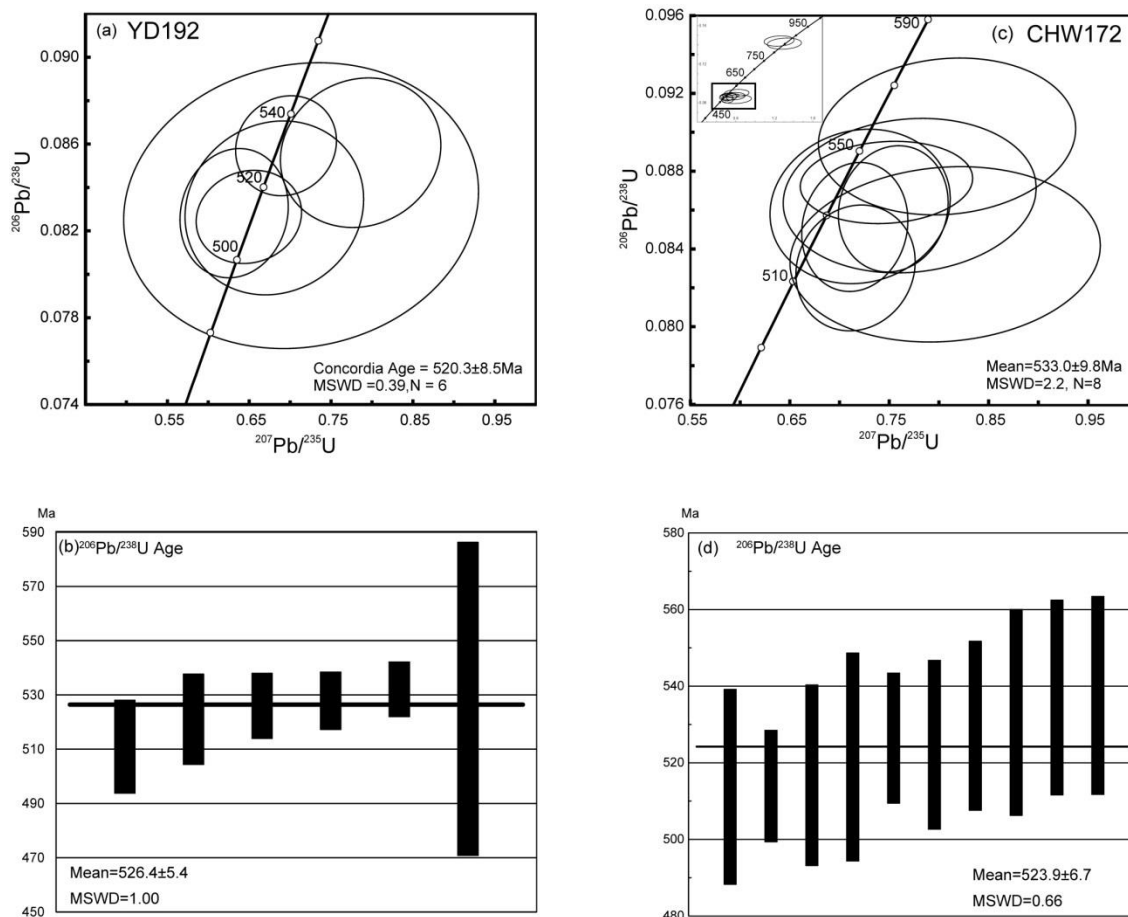 (a) YD192
0.090
0.086
0.082
0.078
0.074
206Pb/238U
540
520
500
Concordia Age = 520.3±8.5Ma
MSWD =0.39,N = 6
0.55
0.65
0.75
0.85
0.95
207Pb/235U
(c) CHW172
0.096
0.092
0.088
0.084
0.080
0.076
206Pb/238U
590
550
510
950
750
650
450
Mean=533.0±9.8Ma
MSWD=2.2, N=8
0.55
0.65
0.75
0.85
0.95
207Pb/235U
Ma
(b) 206Pb/238U Age
590
570
550
530
510
490
470
450
Mean=526.4±5.4
MSWD=1.00
Ma
(d) 206Pb/238U Age
580
560
540
520
500
480
Mean=523.9±6.7
MSWD=0.66